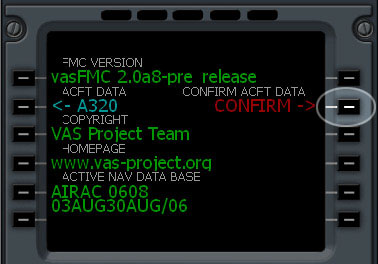 FMC VERSION
vasFMC 2.0a8-pre release
ACFT DATA CONFIRM ACFT DATA
<- A320 CONFIRM ->
COPYRIGHT
VAS Project Team
HOMEPAGE
www.vas-project.org
ACTIVE NAV DATA BASE
AIRAC 0608
03AUG30AUG/06